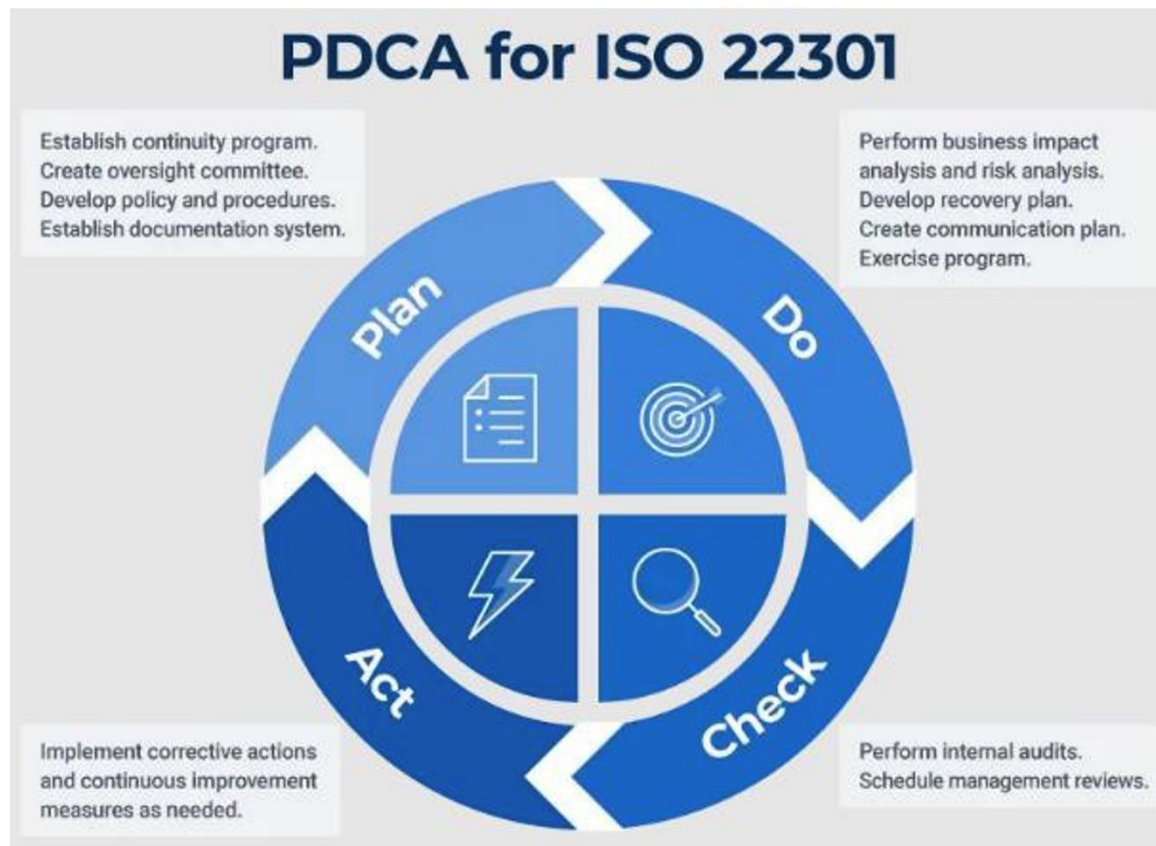 PDCA for ISO 22301
Establish continuity program.
Create oversight committee.
Develop policy and procedures.
Establish documentation system.
Perform business impact
analysis and risk analysis.
Develop recovery plan.
Create communication plan.
Exercise program.
Plan
Do
Act
Check
Implement corrective actions
and continuous improvement
measures as needed.
Perform internal audits.
Schedule management reviews.